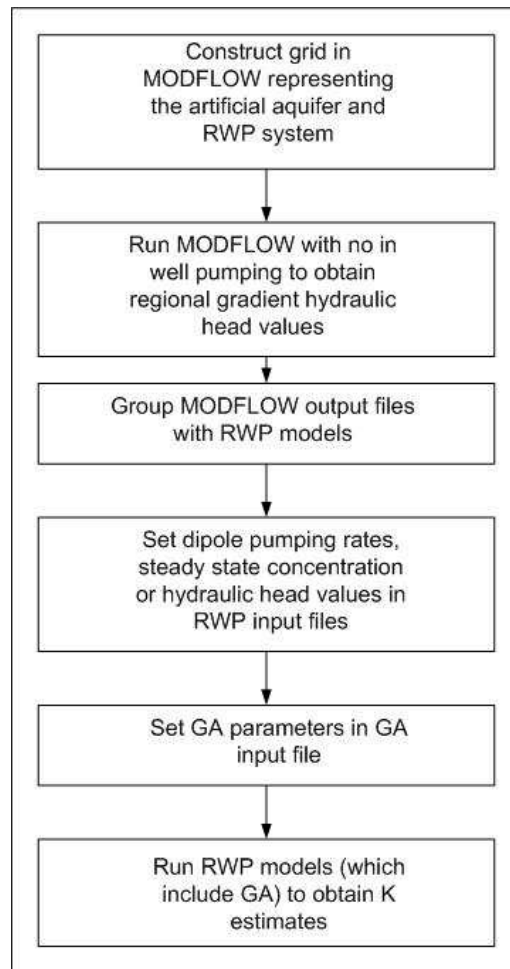 Construct grid in
MODFLOW representing
the artificial aquifer and
RWP system
Run MODFLOW with no in
well pumping to obtain
regional gradient hydraulic
head values
Group MODFLOW output files
with RWP models
Set dipole pumping rates,
steady state concentration
or hydraulic head values in
RWP input files
Set GA parameters in GA
input file
Run RWP models (which
include GA) to obtain K
estimates